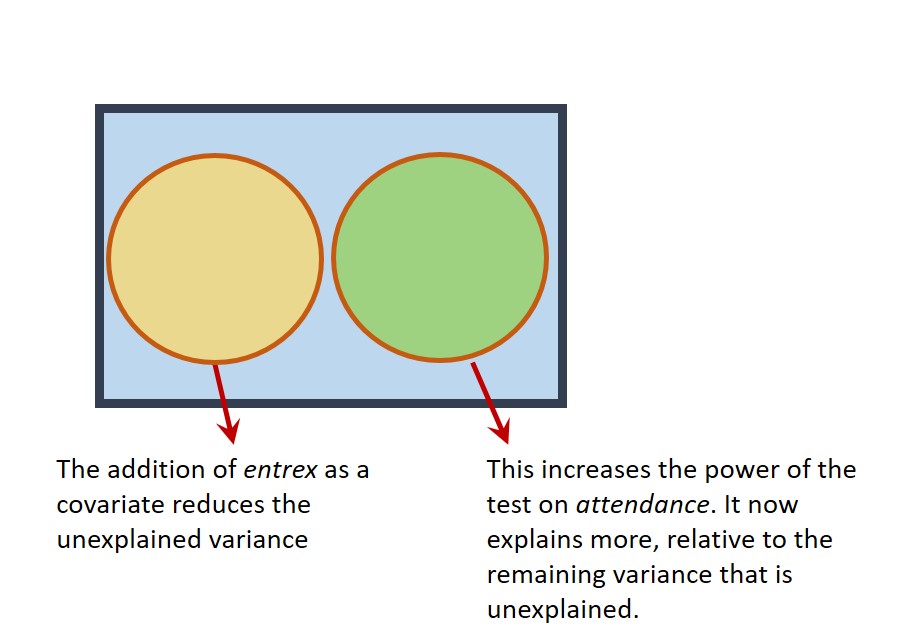 The addition of entrex as a
covariate reduces the
unexplained variance
This increases the power of the
test on attendance. It now
explains more, relative to the
remaining variance that is
unexplained.